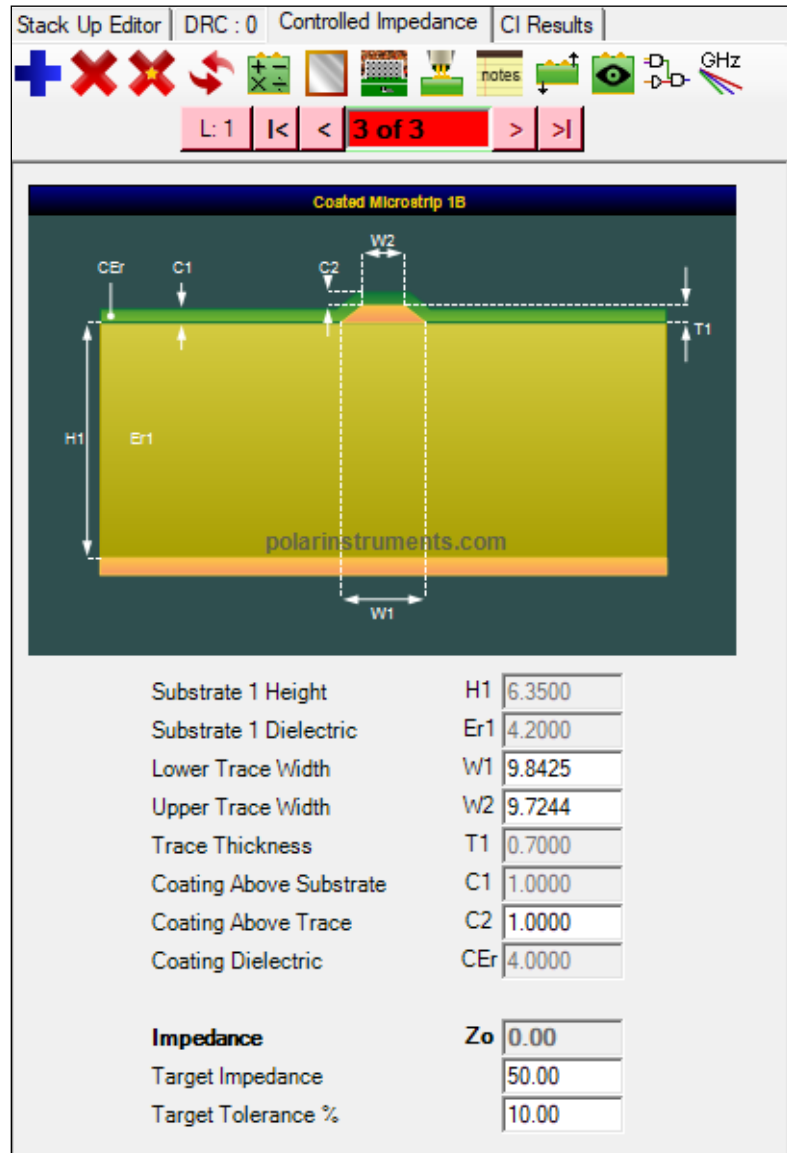 Stack Up Editor DRC : 0 Controlled Impedance CI Results
notes GHz
L: 1 |< < 3 of 3 > >|
Coated Microstrip 1B
W2
CEr C1 C2
T1
H1 Er1
polarinstruments.com
W1
Substrate 1 Height H1 6.3500
Substrate 1 Dielectric Er1 4.2000
Lower Trace Width W1 9.8425
Upper Trace Width W2 9.7244
Trace Thickness T1 0.7000
Coating Above Substrate C1 1.0000
Coating Above Trace C2 1.0000
Coating Dielectric CEr 4.0000
Impedance Zo 0.00
Target Impedance 50.00
Target Tolerance % 10.00